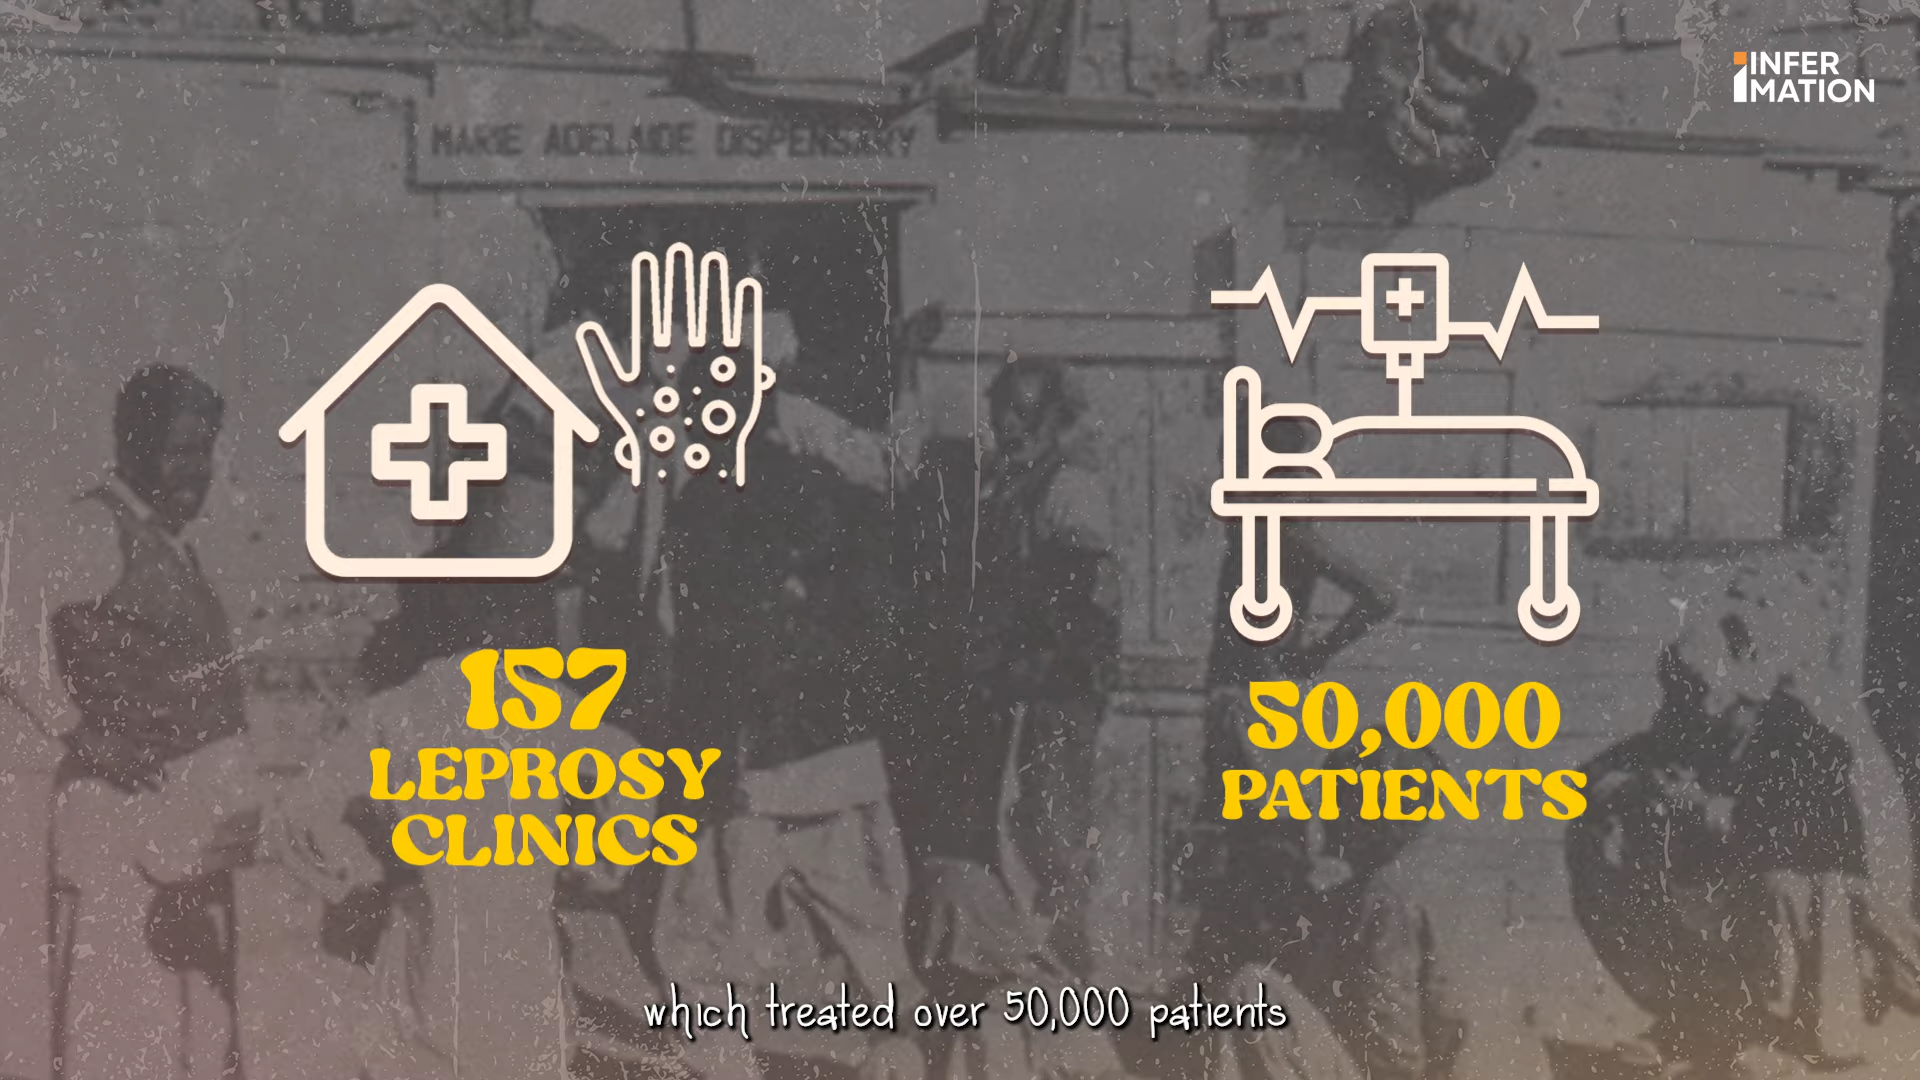 INFER
MATION
MARIE ADELAIDE DISPENSARY
157
LEPROSY
CLINICS
50,000
PATIENTS
which treated over 50,000 patients